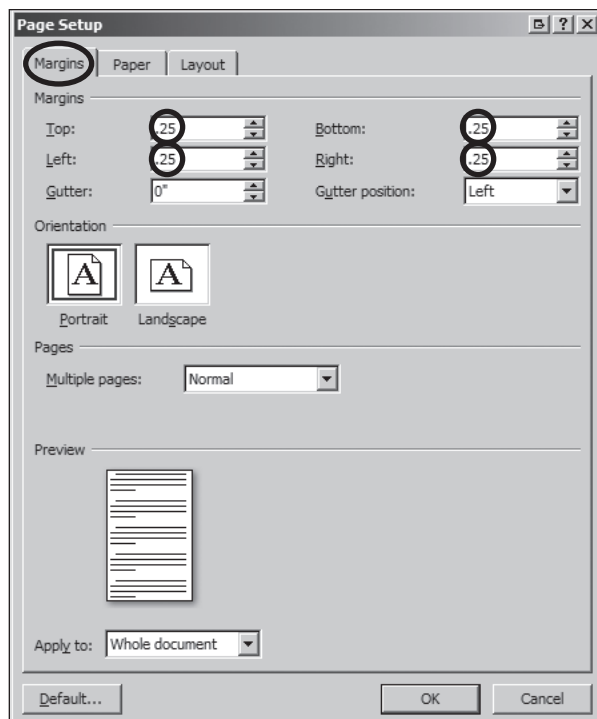 Page Setup
Margins Paper Layout
Margins
Top: .25 Bottom: .25
Left: .25 Right: .25
Gutter: 0" Gutter position: Left
Orientation
A A
Portrait Landscape
Pages
Multiple pages: Normal
Preview
Apply to: Whole document
Default... OK Cancel